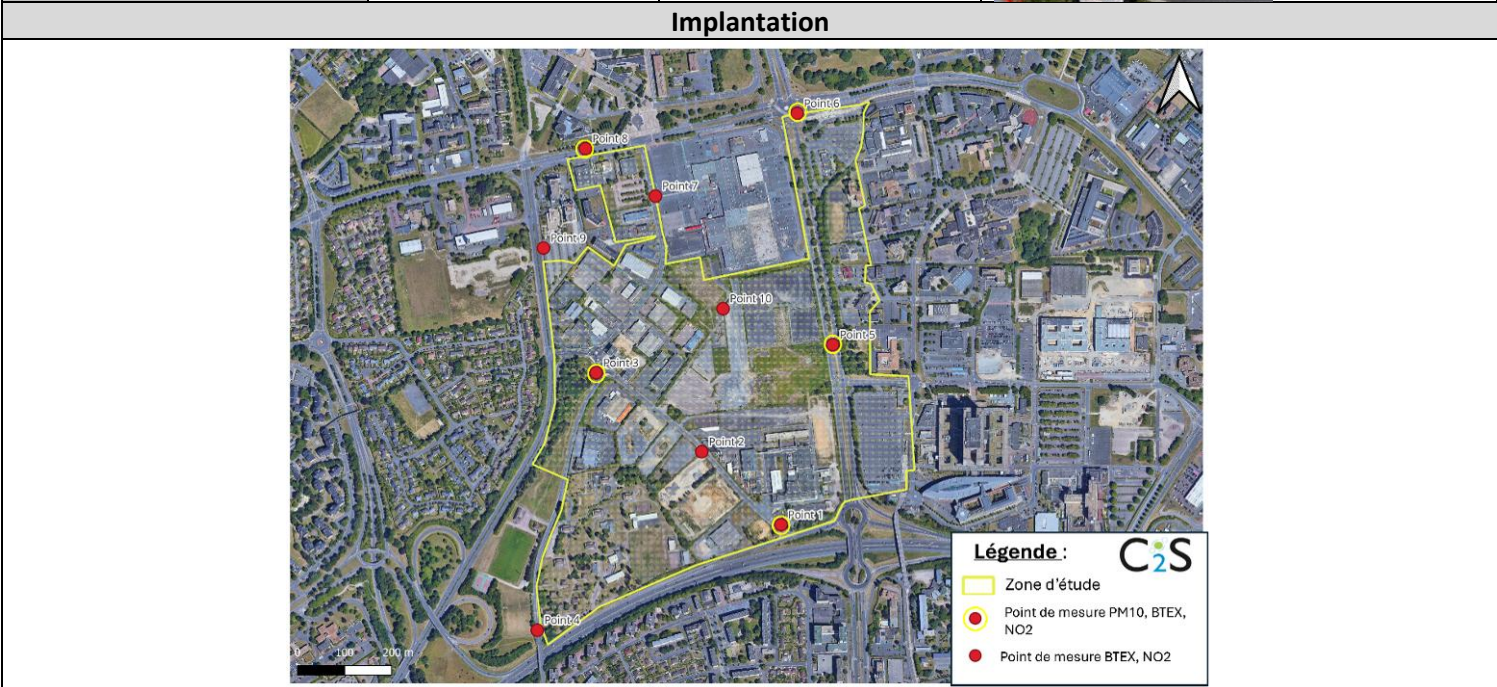 Implantation
Point 6
Point 8
Point 7
Point 9
Point 10
Point 5
Point 3
Point 2
Point 1
Point 4
0 100 200 m
Légende :
C2S
Zone d'étude
Point de mesure PM10, BTEX,
NO2
Point de mesure BTEX, NO2